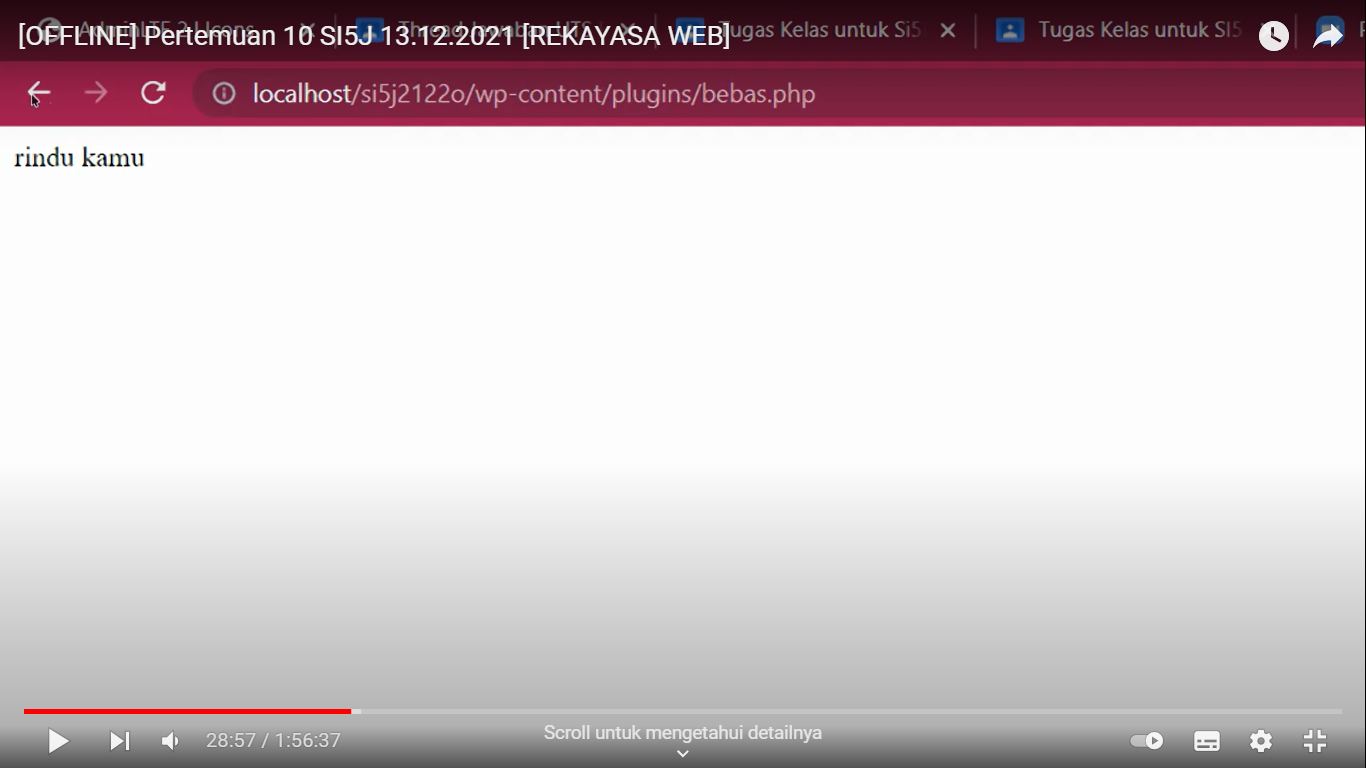 [OFFLINE] Pertemuan 10 SI5J 13.12.2021 [REKAYASA WEB]
Tugas Kelas untuk Si5
Tugas Kelas untuk SI5
localhost/si5j2122o/wp-content/plugins/bebas.php
rindu kamu
Scroll untuk mengetahui detailnya
28:57 / 1:56:37